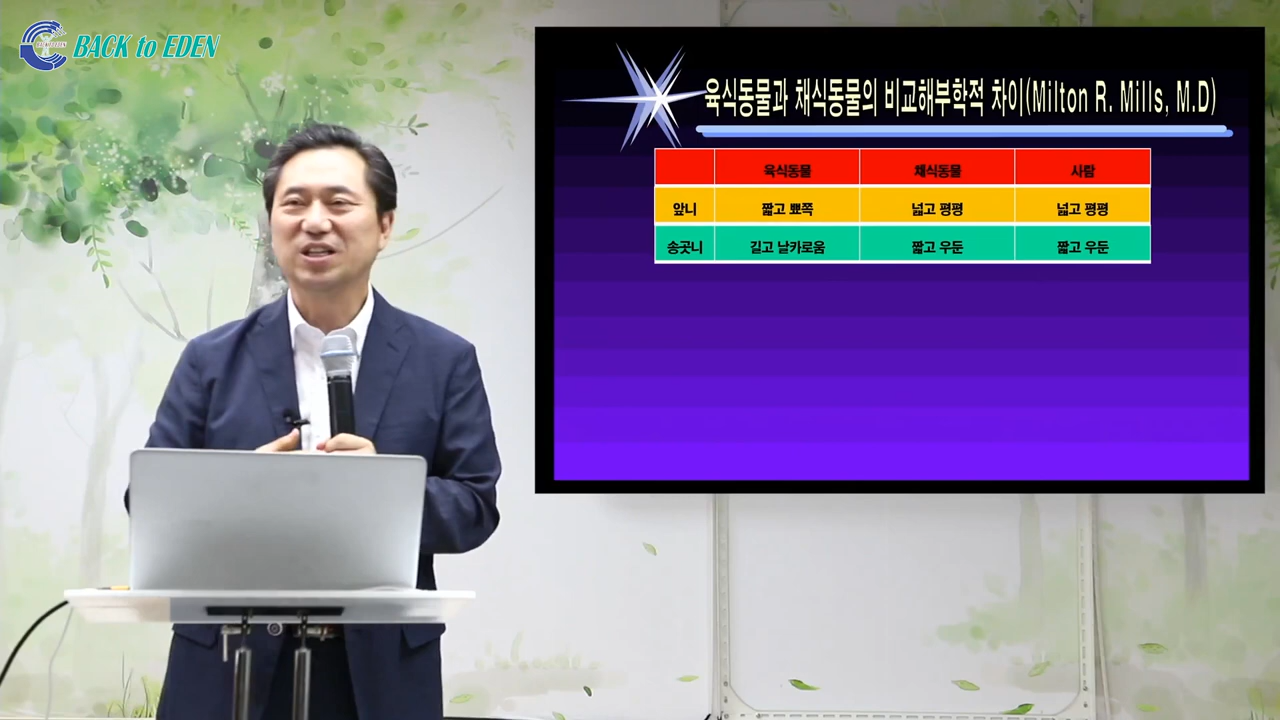 BACK to EDEN
육식동물과 채식동물의 비교해부학적 차이(Milton R. Mills, M.D)
육식동물 채식동물 사람
앞니 짧고 뾰쪽 넓고 평평 넓고 평평
송곳니 길고 날카로움 짧고 우둔 짧고 우둔